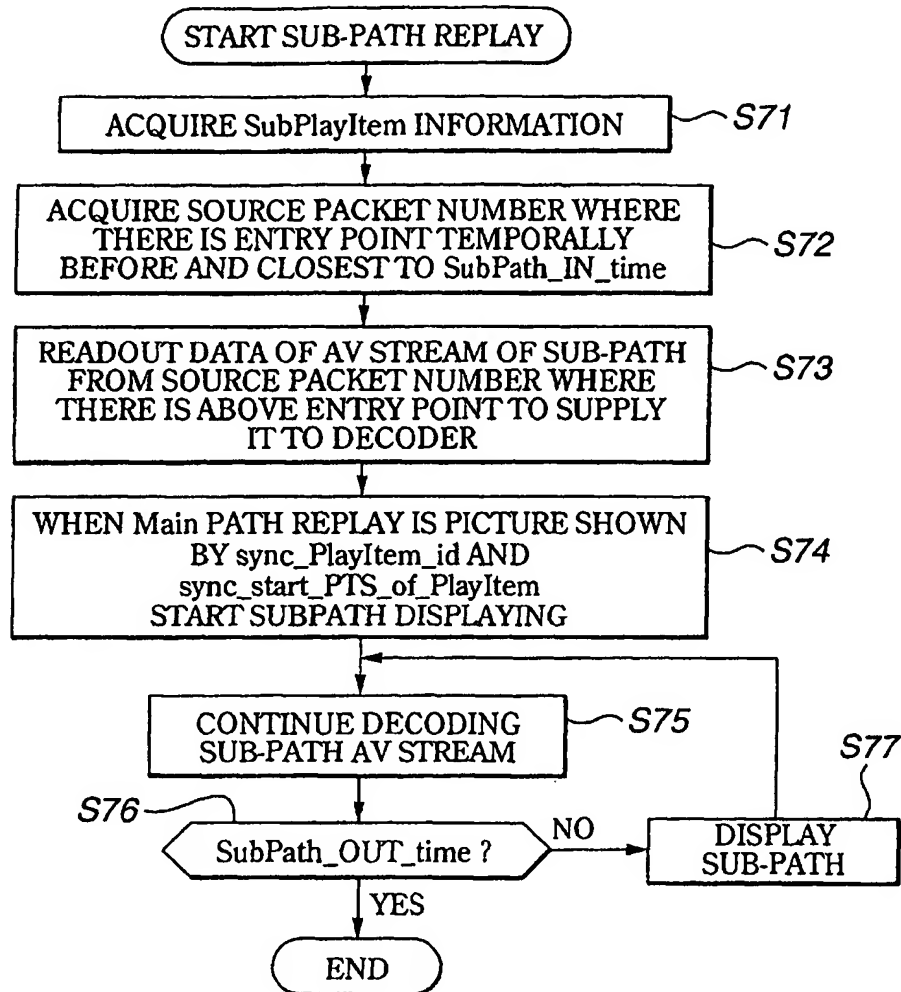 START SUB-PATH REPLAY
ACQUIRE SubPlayItem INFORMATION
S71
ACQUIRE SOURCE PACKET NUMBER WHERE
THERE IS ENTRY POINT TEMPORALLY
BEFORE AND CLOSEST TO SubPath_IN_time
S72
READOUT DATA OF AV STREAM OF SUB-PATH
FROM SOURCE PACKET NUMBER WHERE
THERE IS ABOVE ENTRY POINT TO SUPPLY
IT TO DECODER
S73
WHEN Main PATH REPLAY IS PICTURE SHOWN
BY sync_PlayItem_id AND
sync_start_PTS_of_PlayItem
START SUBPATH DISPLAYING
S74
CONTINUE DECODING
SUB-PATH AV STREAM
S75
S76
SubPath_OUT_time ?
NO
S77
DISPLAY
SUB-PATH
YES
END